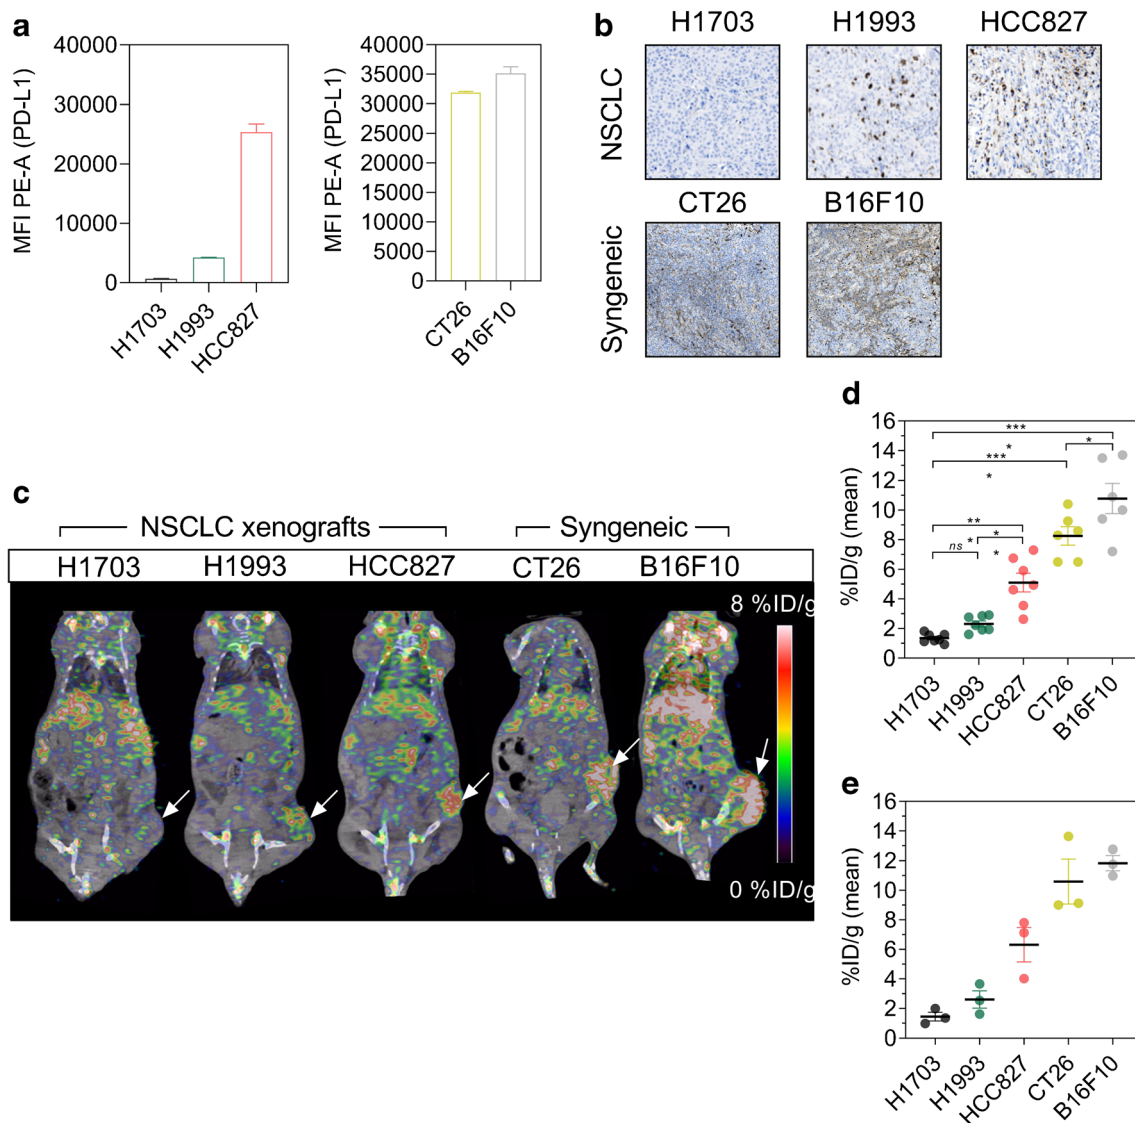 a
MFI PE-A (PD-L1)
40000
30000
20000
10000
0
H1703
H1993
HCC827
MFI PE-A (PD-L1)
40000
35000
30000
25000
20000
15000
10000
5000
0
CT26
B16F10
b
H1703 H1993 HCC827
NSCLC
CT26 B16F10
Syngeneic
c
NSCLC xenografts Syngeneic
H1703 H1993 HCC827 CT26 B16F10
8 %ID/g
0 %ID/g
d
%ID/g (mean)
16
14
12
10
8
6
4
2
0
***
*
*
***
*
**
*
*
ns
*
H1703
H1993
HCC827
CT26
B16F10
e
%ID/g (mean)
16
14
12
10
8
6
4
2
0
H1703
H1993
HCC827
CT26
B16F10